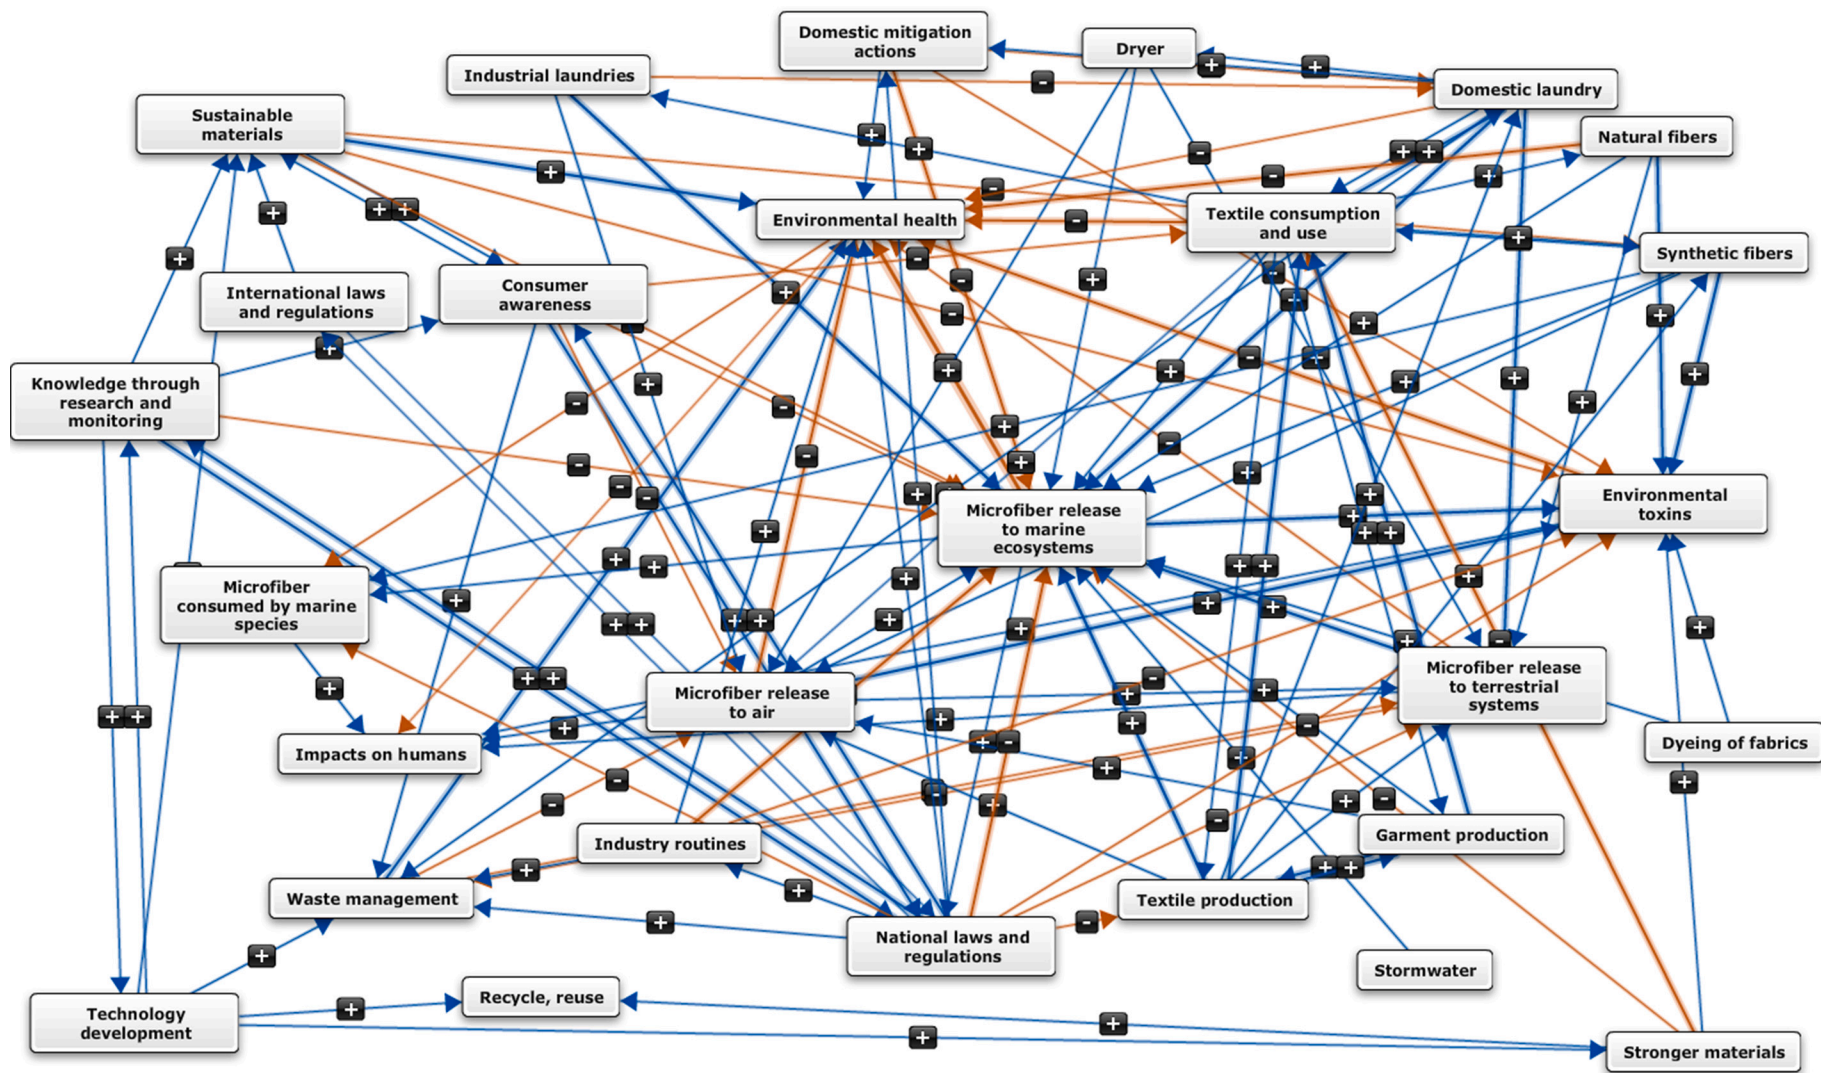 Domestic mitigation
actions
Dryer
Industrial laundries
Domestic laundry
Sustainable
materials
Natural fibers
Environmental health
Textile consumption
and use
Synthetic fibers
Consumer
awareness
International laws
and regulations
Knowledge through
research and
monitoring
Environmental
toxins
Microfiber release
to marine
ecosystems
Microfiber
consumed by marine
species
Microfiber release
to air
Microfiber release
to terrestrial
systems
Dyeing of fabrics
Impacts on humans
Industry routines
Garment production
Waste management
Textile production
National laws and
regulations
Stormwater
Recycle, reuse
Technology
development
Stronger materials